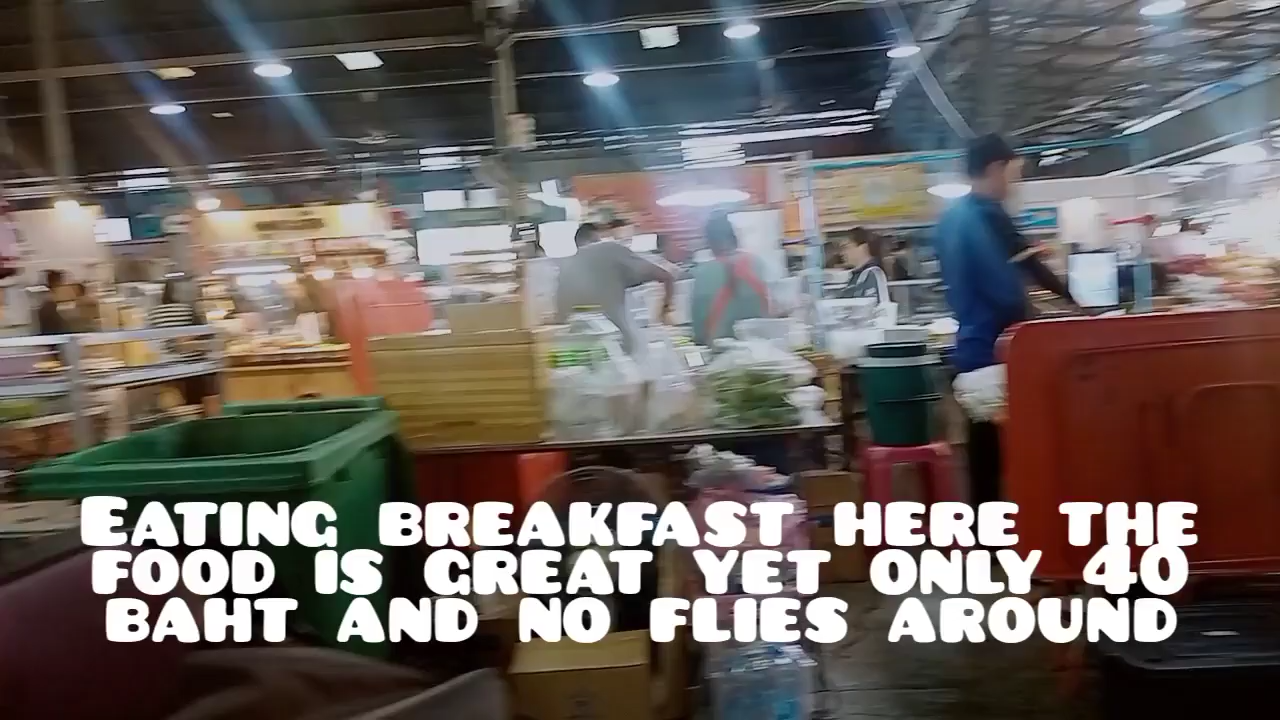 Eating breakfast here the
food is great yet only 40
baht and no flies around